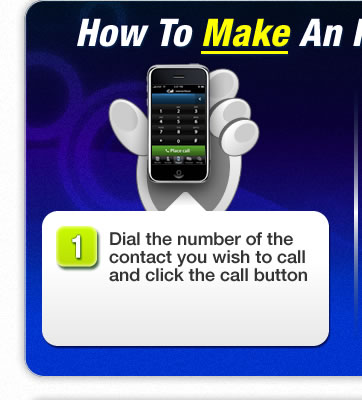 How To Make An
1
Dial the number of the
contact you wish to call
and click the call button
Place call